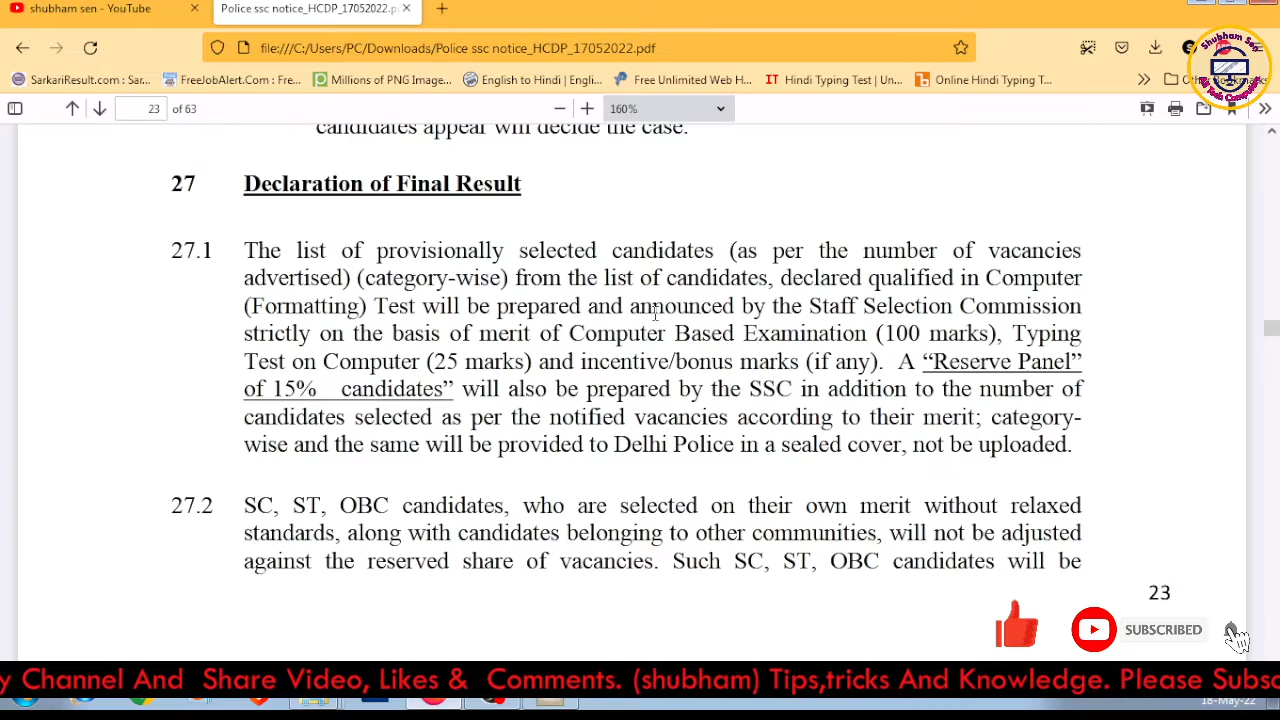 shubham sen - YouTube
Police ssc notice_HCDP_17052022.p
file:///C:/Users/PC/Downloads/Police ssc notice_HCDP_17052022.pdf
Shubham Sen
SarkariResult.com : Sar...
FreeJobAlert.Com : Fre...
Millions of PNG Image...
English to Hindi | Engli...
Free Unlimited Web H...
Hindi Typing Test | Un...
Online Hindi Typing T...
23 of 63
160%
candidates appear will decide the case.
27 Declaration of Final Result
27.1 The list of provisionally selected candidates (as per the number of vacancies
advertised) (category-wise) from the list of candidates, declared qualified in Computer
(Formatting) Test will be prepared and announced by the Staff Selection Commission
strictly on the basis of merit of Computer Based Examination (100 marks), Typing
Test on Computer (25 marks) and incentive/bonus marks (if any). A “Reserve Panel”
of 15% candidates” will also be prepared by the SSC in addition to the number of
candidates selected as per the notified vacancies according to their merit; category-
wise and the same will be provided to Delhi Police in a sealed cover, not be uploaded.
27.2 SC, ST, OBC candidates, who are selected on their own merit without relaxed
standards, along with candidates belonging to other communities, will not be adjusted
against the reserved share of vacancies. Such SC, ST, OBC candidates will be
23
SUBSCRIBED
y Channel And Share Video, Likes & Comments. (shubham) Tips,tricks And Knowledge. Please Subsc
18-May-22